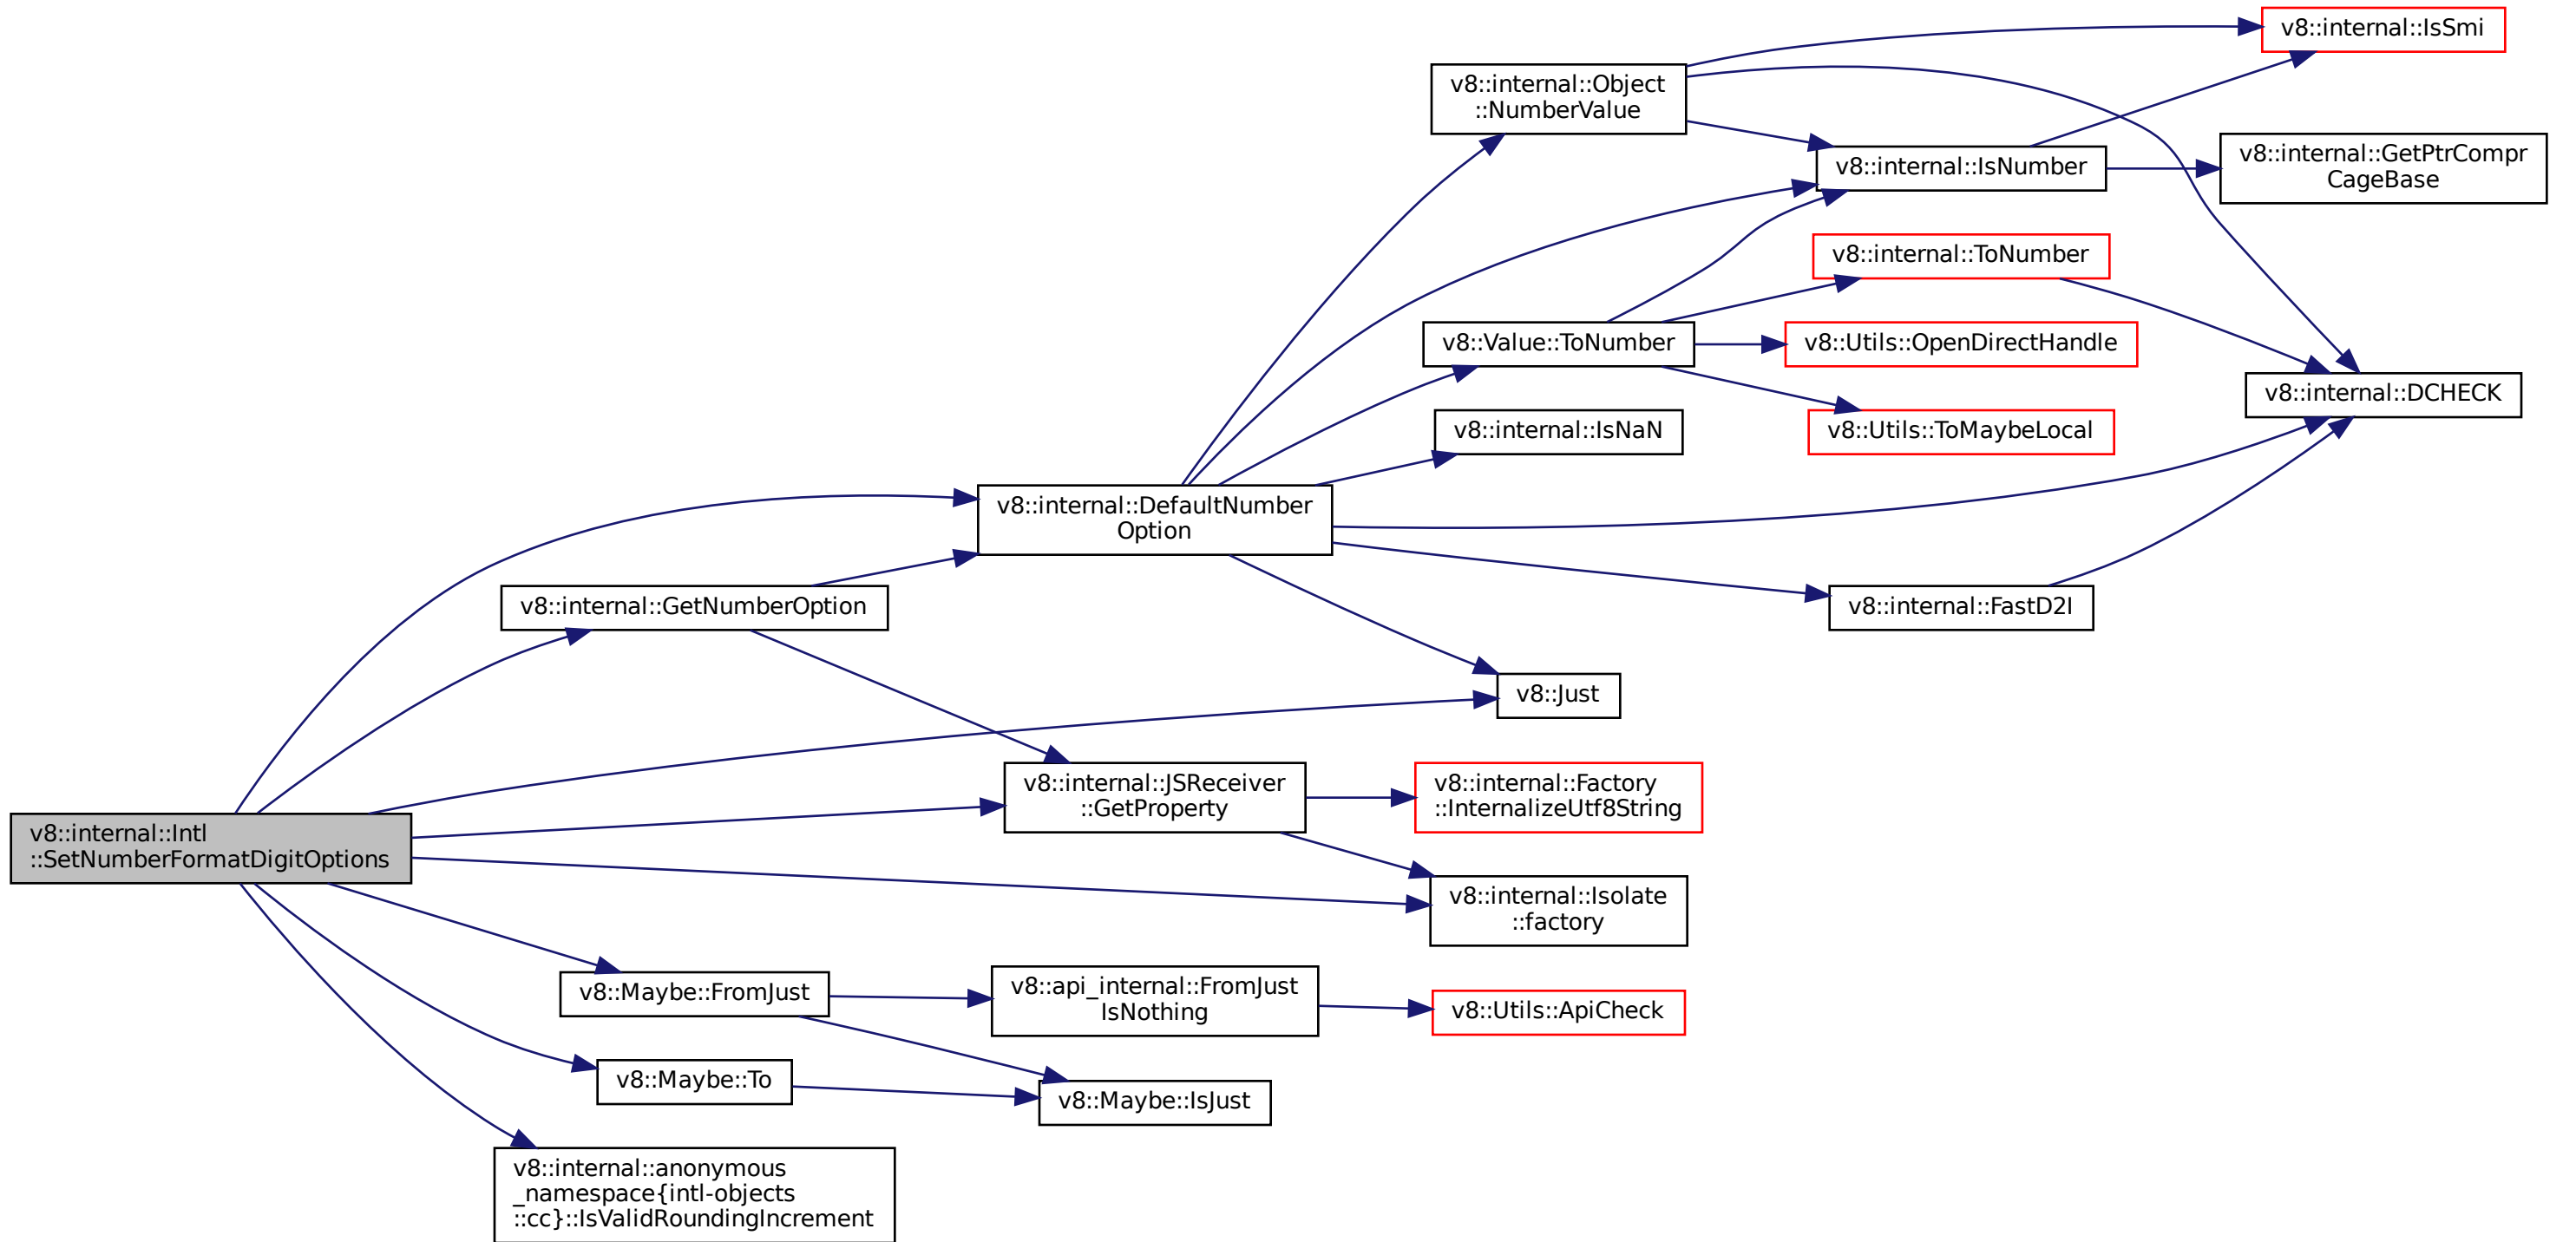 v8::internal::IsSmi
v8::internal::Object
::NumberValue
v8::internal::IsNumber
v8::internal::GetPtrCompr
CageBase
v8::internal::ToNumber
v8::Value::ToNumber
v8::Utils::OpenDirectHandle
v8::internal::DCHECK
v8::internal::IsNaN
v8::Utils::ToMaybeLocal
v8::internal::DefaultNumber
Option
v8::internal::GetNumberOption
v8::internal::FastD2I
v8::Just
v8::internal::JSReceiver
::GetProperty
v8::internal::Factory
::InternalizeUtf8String
v8::internal::Intl
::SetNumberFormatDigitOptions
v8::internal::Isolate
::factory
v8::Maybe::FromJust
v8::api_internal::FromJust
IsNothing
v8::Utils::ApiCheck
v8::Maybe::To
v8::Maybe::IsJust
v8::internal::anonymous
_namespace{intl-objects
::cc}::IsValidRoundingIncrement